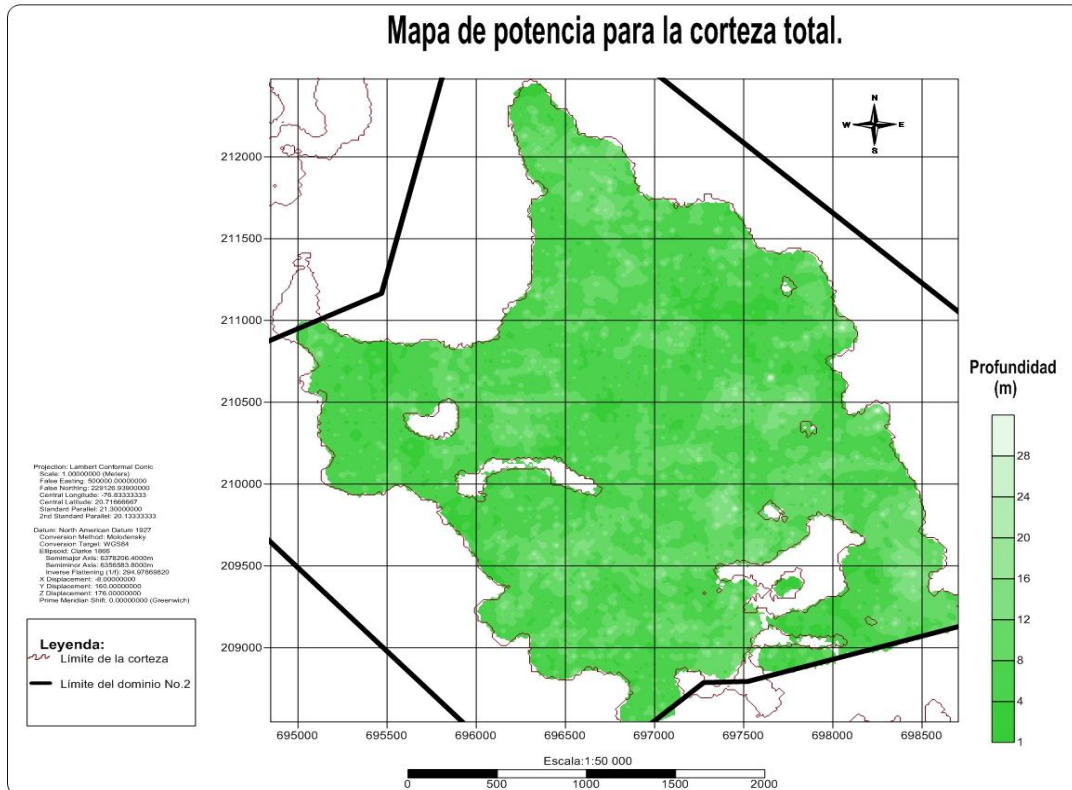 Mapa de potencia para la corteza total.
N
W E
S
212000
211500
211000
210500
210000
209500
209000
695000 695500 696000 696500 697000 697500 698000 698500
Profundidad
(m)
28
24
20
16
12
8
4
1
Projection: Lambert Conformal Conic
Scale: 1.00000000 (Meters)
False Easting: 500000.00000000
False Northing: 229126.93900000
Central Longitude: -76.83333333
Central Latitude: 20.71666667
Standard Parallel: 21.30000000
2nd Standard Parallel: 20.13333333
Datum: North American Datum 1927
Conversion Method: Molodensky
Conversion Target: WGS84
Ellipsoid: Clarke 1866
Semimajor Axis: 6378206.4000m
Semiminor Axis: 6356583.8000m
Inverse Flattening (1/f): 294.97869820
X Displacement: -8.00000000
Y Displacement: 160.00000000
Z Displacement: 176.00000000
Prime Meridian Shift: 0.00000000 (Greenwich)
Leyenda:
Límite de la corteza
Límite del dominio No.2
Escala:1:50 000
0 500 1000 1500 2000